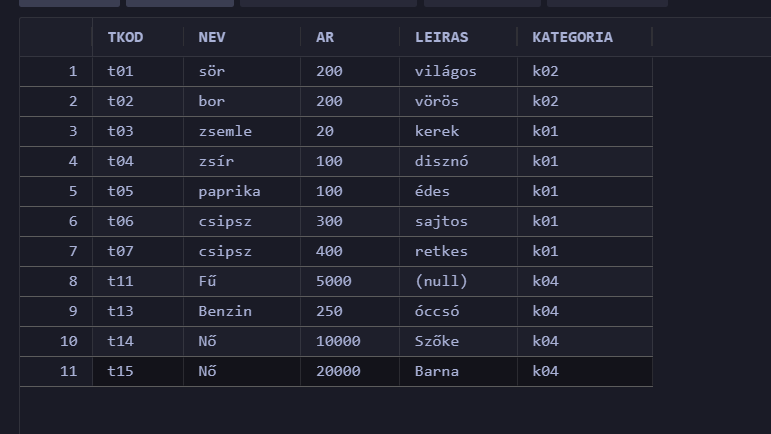 TKOD NEV AR LEIRAS KATEGORIA
1 t01 sör 200 világos k02
2 t02 bor 200 vörös k02
3 t03 zsemle 20 kerek k01
4 t04 zsír 100 disznó k01
5 t05 paprika 100 édes k01
6 t06 csipsz 300 sajtos k01
7 t07 csipsz 400 retkes k01
8 t11 Fű 5000 (null) k04
9 t13 Benzin 250 óccsó k04
10 t14 Nő 10000 Szőke k04
11 t15 Nő 20000 Barna k04